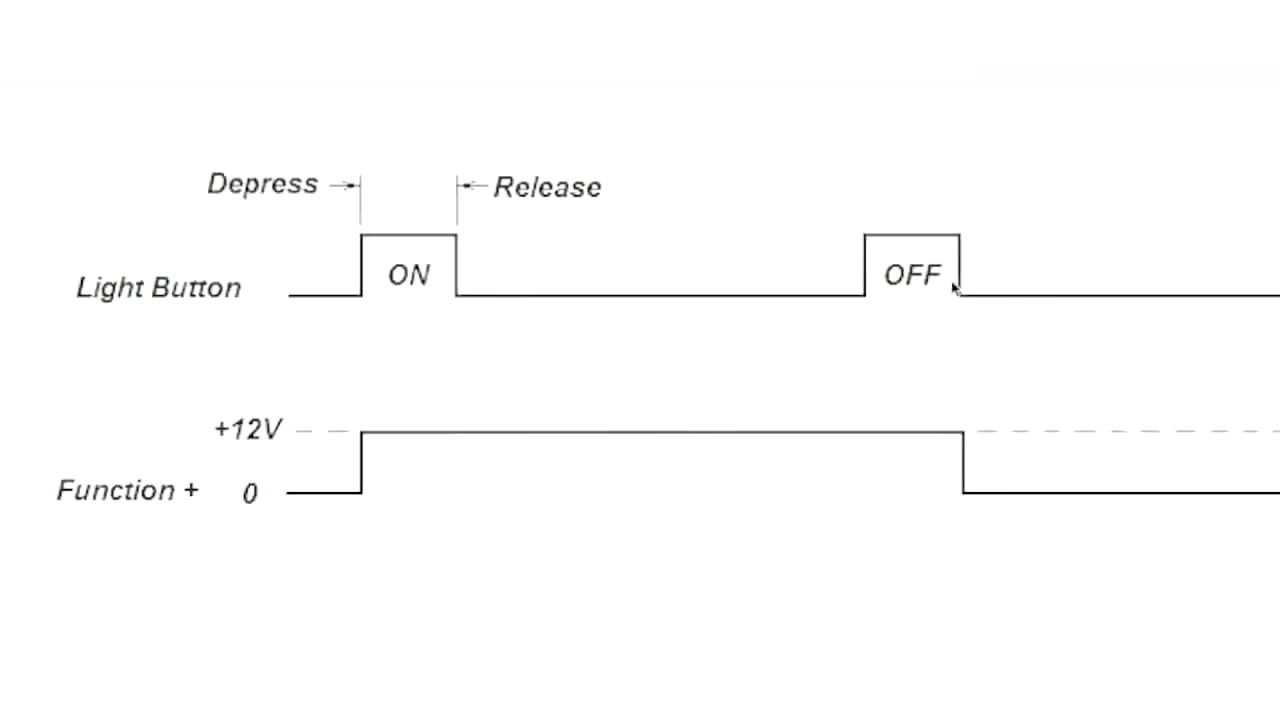 Depress
Release
Light Button
ON
OFF
+12V
Function + 0